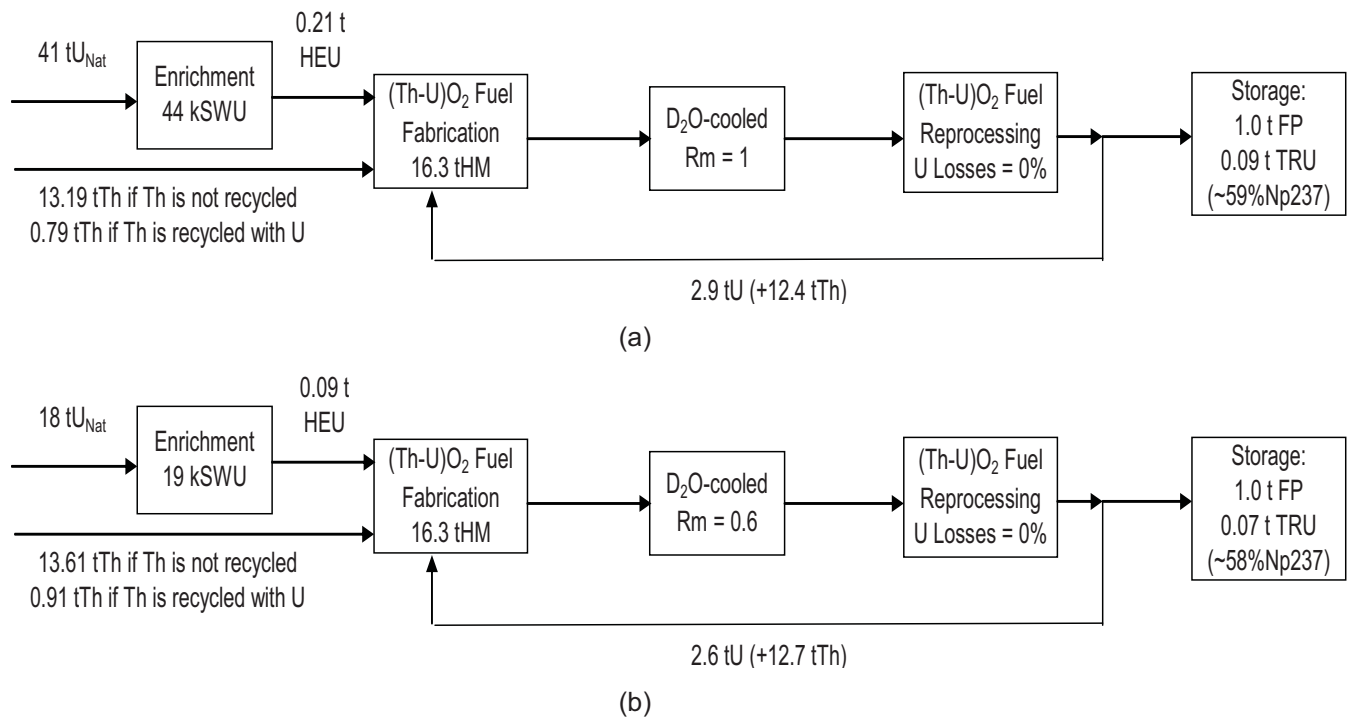 41 tU_Nat
Enrichment
44 kSWU
0.21 t
HEU
13.19 tTh if Th is not recycled
0.79 tTh if Th is recycled with U
(Th-U)O₂ Fuel
Fabrication
16.3 tHM
D₂O-cooled
Rm = 1
(Th-U)O₂ Fuel
Reprocessing
U Losses = 0%
Storage:
1.0 t FP
0.09 t TRU
(~59%Np237)
2.9 tU (+12.4 tTh)
(a)
18 tU_Nat
Enrichment
19 kSWU
0.09 t
HEU
13.61 tTh if Th is not recycled
0.91 tTh if Th is recycled with U
(Th-U)O₂ Fuel
Fabrication
16.3 tHM
D₂O-cooled
Rm = 0.6
(Th-U)O₂ Fuel
Reprocessing
U Losses = 0%
Storage:
1.0 t FP
0.07 t TRU
(~58%Np237)
2.6 tU (+12.7 tTh)
(b)